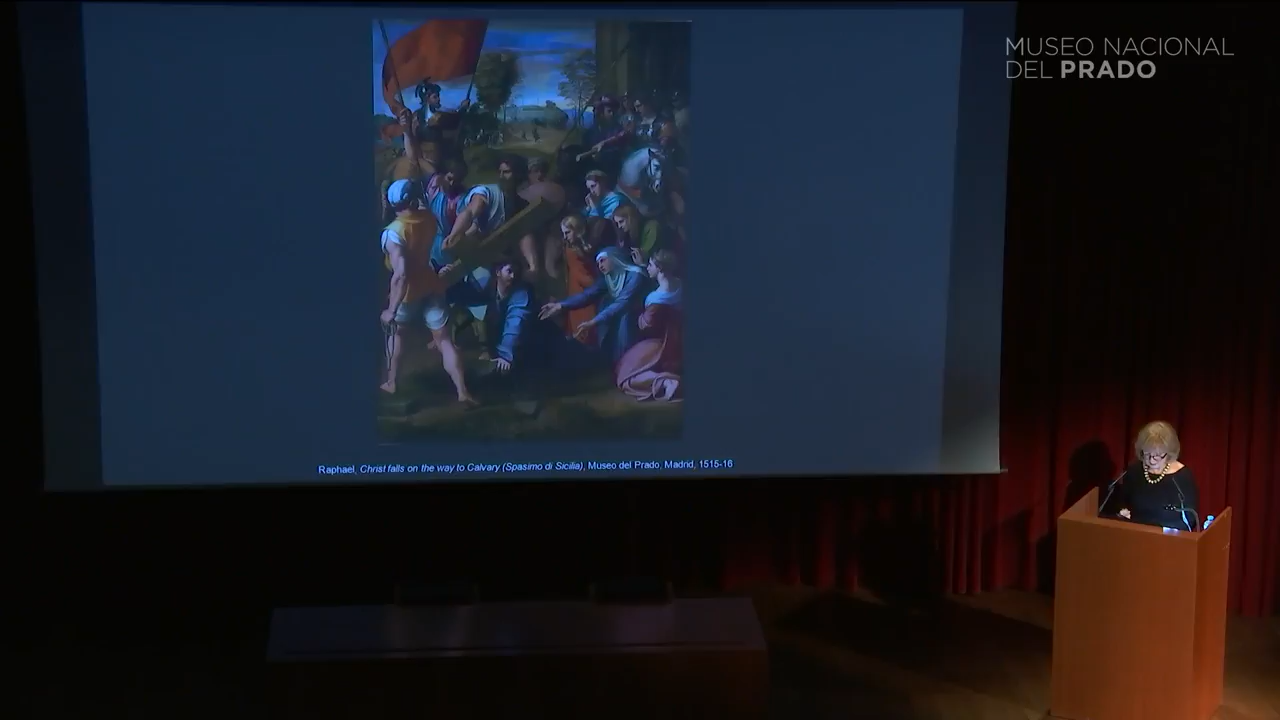 MUSEO NACIONAL
DEL PRADO
Raphael, Christ falls on the way to Calvary (Spasimo di Sicilia), Museo del Prado, Madrid, 1515-16